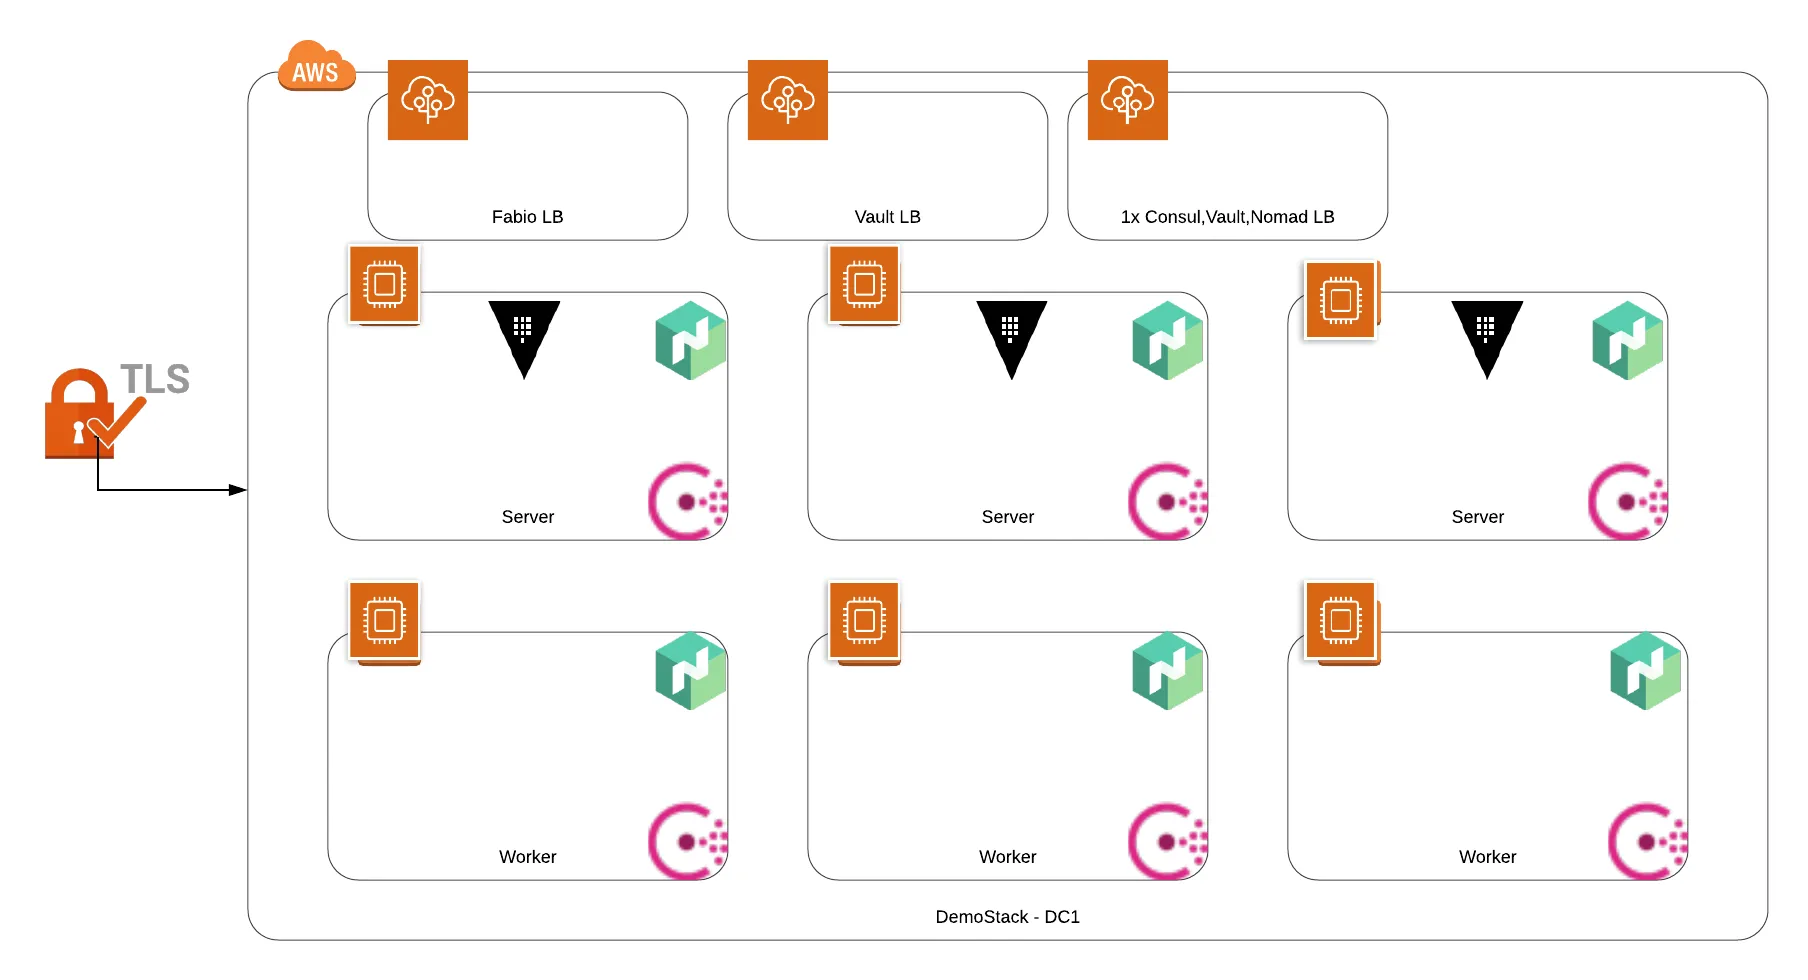 AWS
Fabio LB
Vault LB
1x Consul,Vault,Nomad LB
TLS
Server
Server
Server
Worker
Worker
Worker
DemoStack - DC1